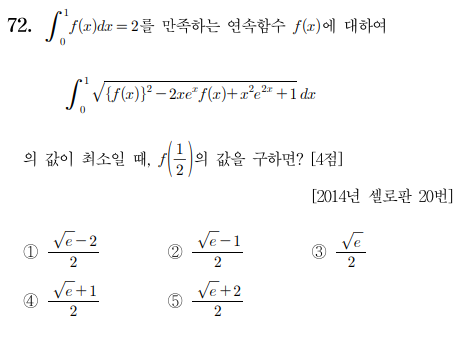 72. ∫₀¹ f(x)dx = 2를 만족하는 연속함수 f(x)에 대하여
∫₀¹ √({f(x)}² − 2xeˣf(x) + x²e²ˣ + 1) dx
의 값이 최소일 때, f(1/2)의 값을 구하면? [4점]
[2014년 셀로판 20번]
① (√e − 2)/2 ② (√e − 1)/2 ③ √e/2
④ (√e + 1)/2 ⑤ (√e + 2)/2